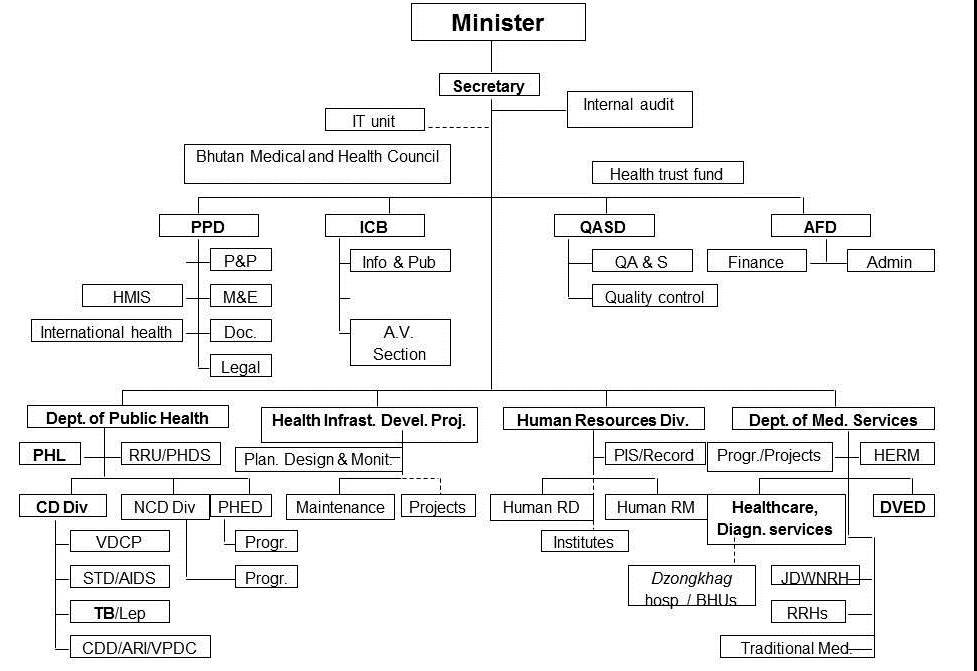 Minister
Secretary
Internal audit
IT unit
Bhutan Medical and Health Council
Health trust fund
PPD
ICB
QASD
AFD
P&P
Info & Pub
QA & S
Finance
Admin
HMIS
M&E
Quality control
International health
Doc.
A.V.
Section
Legal
Dept. of Public Health
Health Infrast. Devel. Proj.
Human Resources Div.
Dept. of Med. Services
PHL
RRU/PHDS
Plan. Design & Monit.
PIS/Record
Progr./Projects
HERM
CD Div
NCD Div
PHED
Maintenance
Projects
Human RD
Human RM
Healthcare,
Diagn. services
DVED
VDCP
Progr.
Institutes
STD/AIDS
Progr.
Dzongkhag
hosp. / BHUs
JDWNRH
TB/Lep
RRHs
CDD/ARI/VPDC
Traditional Med.